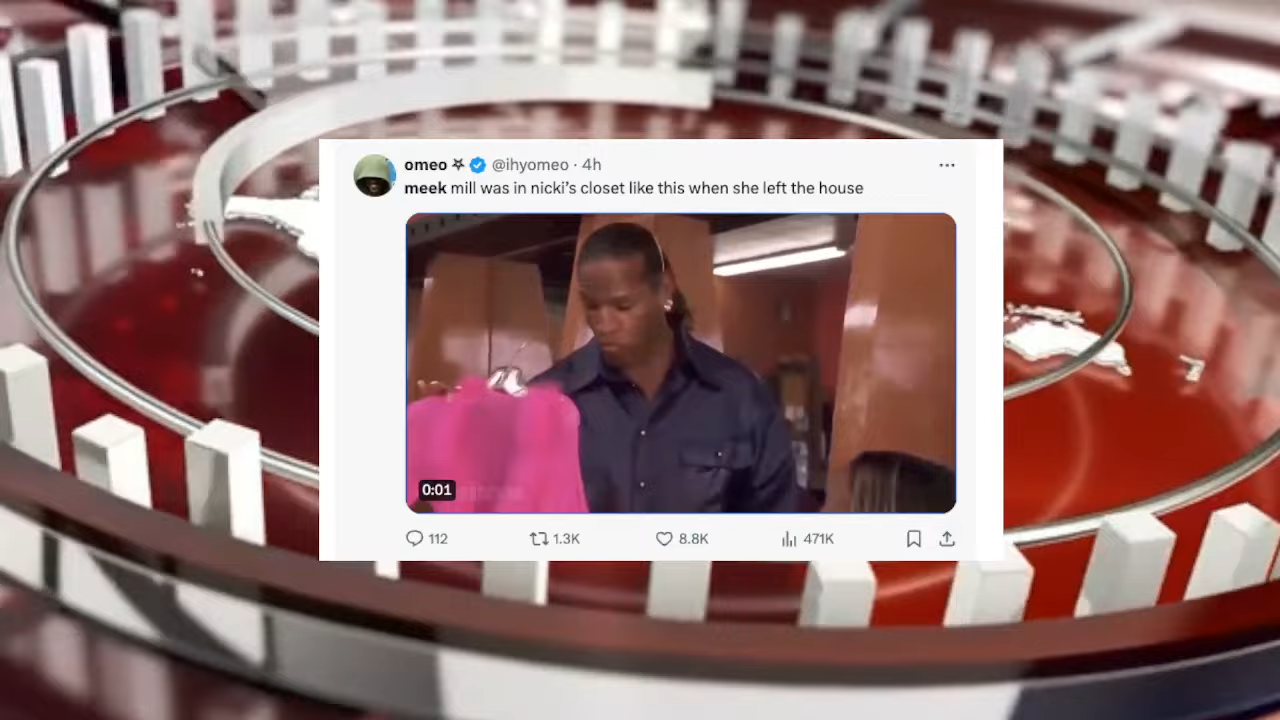 omeo @ihyomeo · 4h
meek mill was in nicki's closet like this when she left the house
0:01
112 1.3K 8.8K 471K